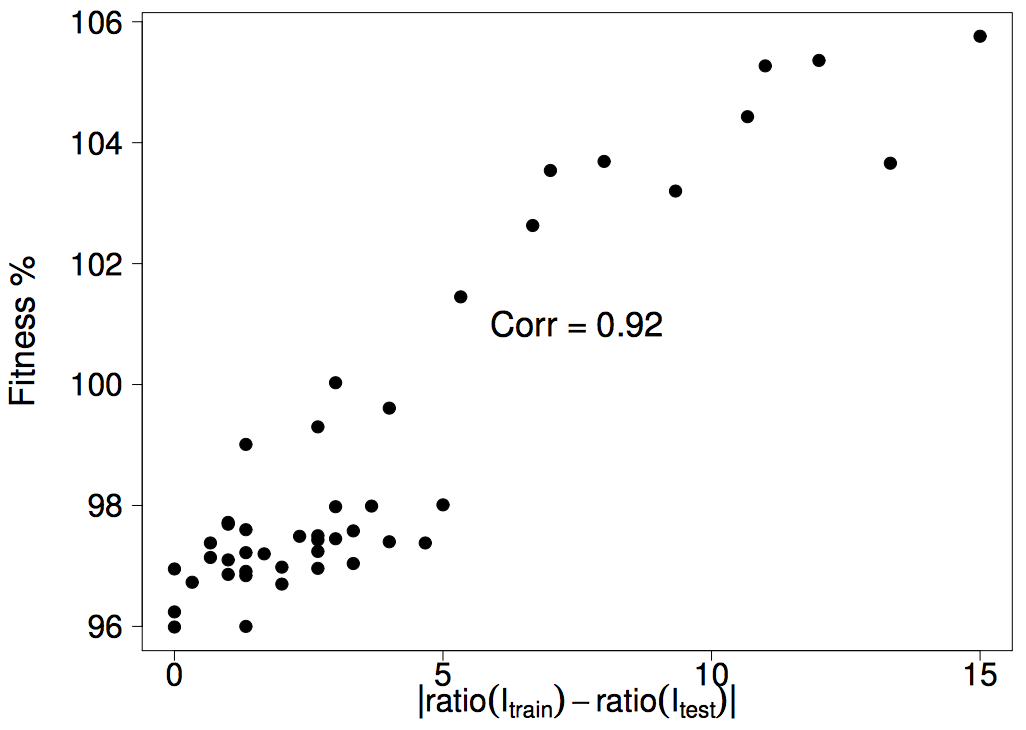 106
104
102
100
98
96
Fitness %
Corr = 0.92
0 5 10 15
|ratio(I_train) − ratio(I_test)|